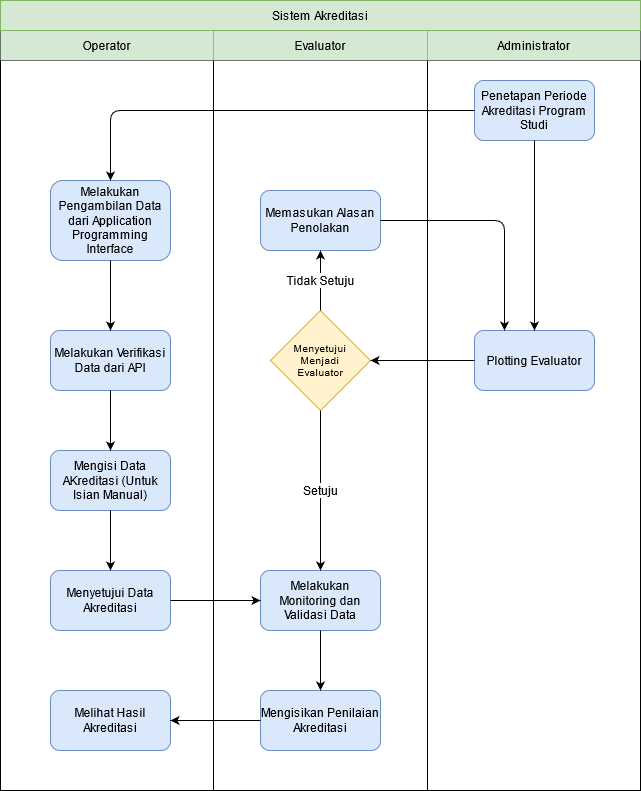 Sistem Akreditasi
Operator
Evaluator
Administrator
Penetapan Periode
Akreditasi Program
Studi
Melakukan
Pengambilan Data
dari Application
Programming
Interface
Memasukan Alasan
Penolakan
Tidak Setuju
Melakukan Verifikasi
Data dari API
Menyetujui
Menjadi
Evaluator
Plotting Evaluator
Mengisi Data
AKreditasi (Untuk
Isian Manual)
Setuju
Menyetujui Data
Akreditasi
Melakukan
Monitoring dan
Validasi Data
Melihat Hasil
Akreditasi
Mengisikan Penilaian
Akreditasi